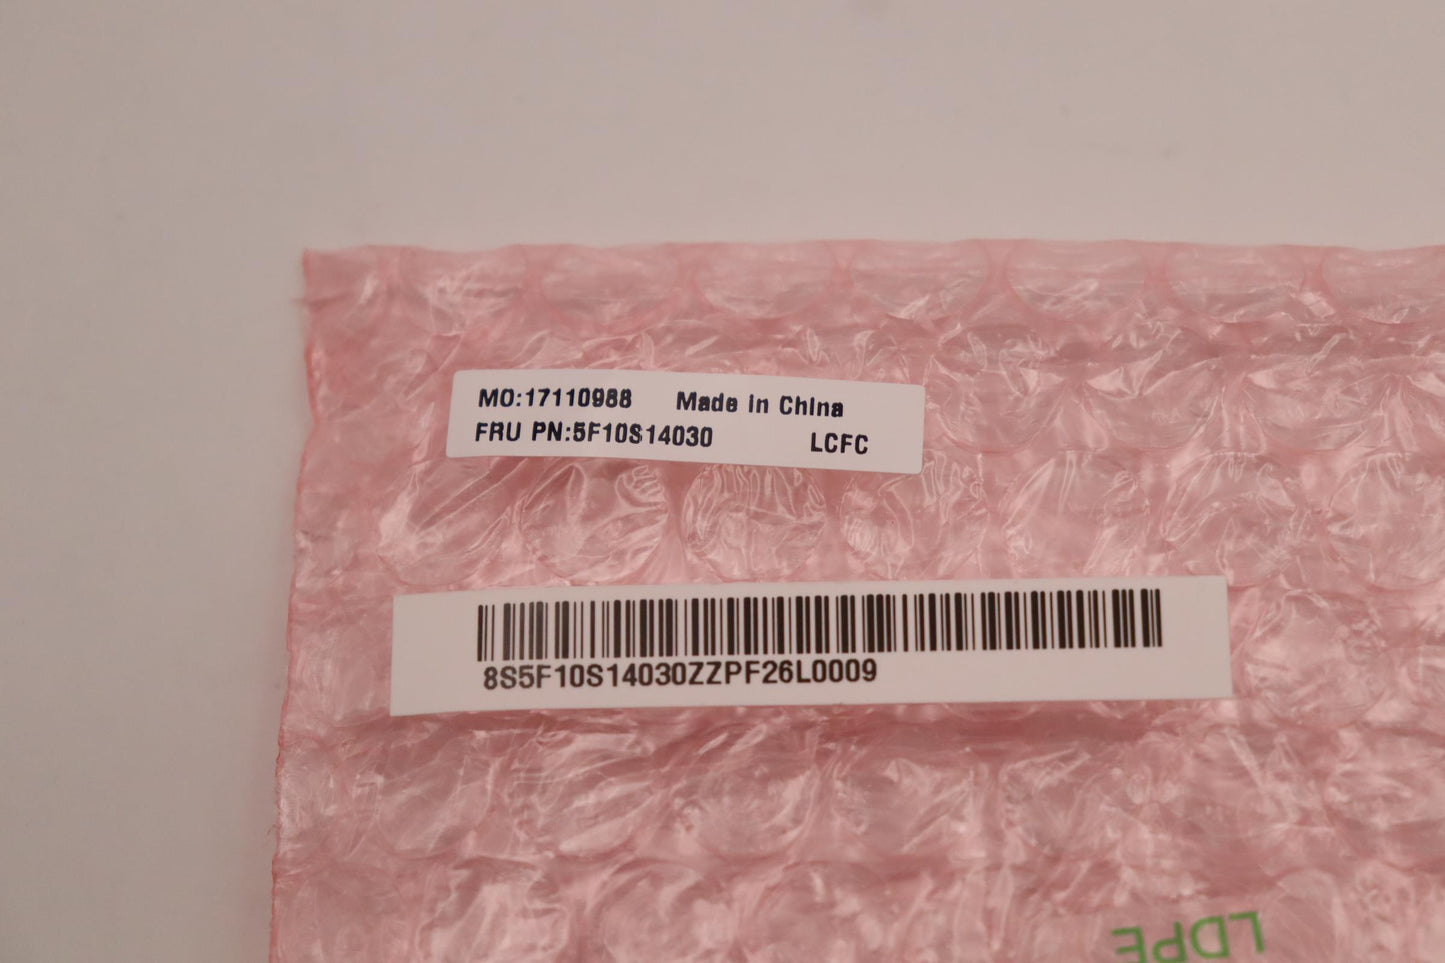 MO:17110988 Made in China
FRU PN:5F10S14030 LCFC
8S5F10S14030ZZPF26L0009
LDPE